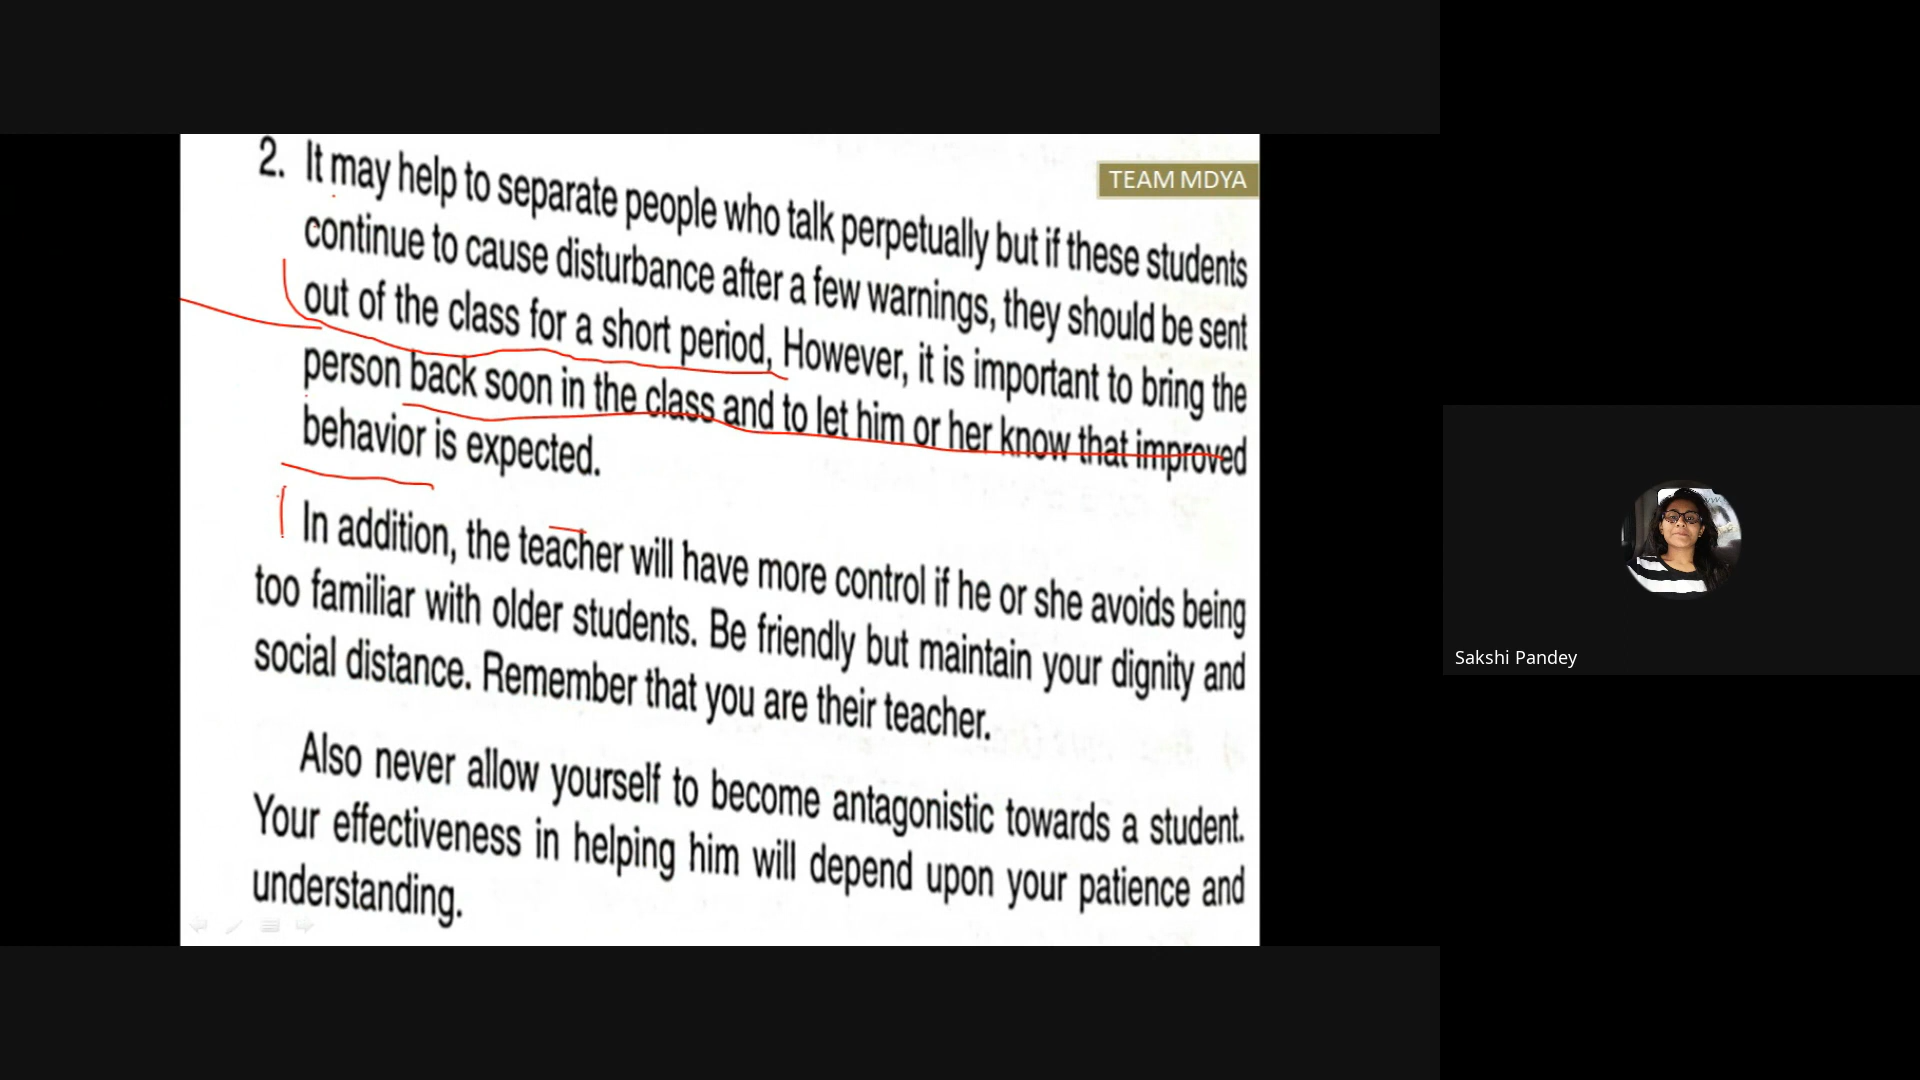 2. It may help to separate people who talk perpetually but if these students
continue to cause disturbance after a few warnings, they should be sent
out of the class for a short period, However, it is important to bring the
person back soon in the class and to let him or her know that improved
behavior is expected.
In addition, the teacher will have more control if he or she avoids being
too familiar with older students. Be friendly but maintain your dignity and
social distance. Remember that you are their teacher.
Also never allow yourself to become antagonistic towards a student.
Your effectiveness in helping him will depend upon your patience and
understanding.
TEAM MDYA
Sakshi Pandey